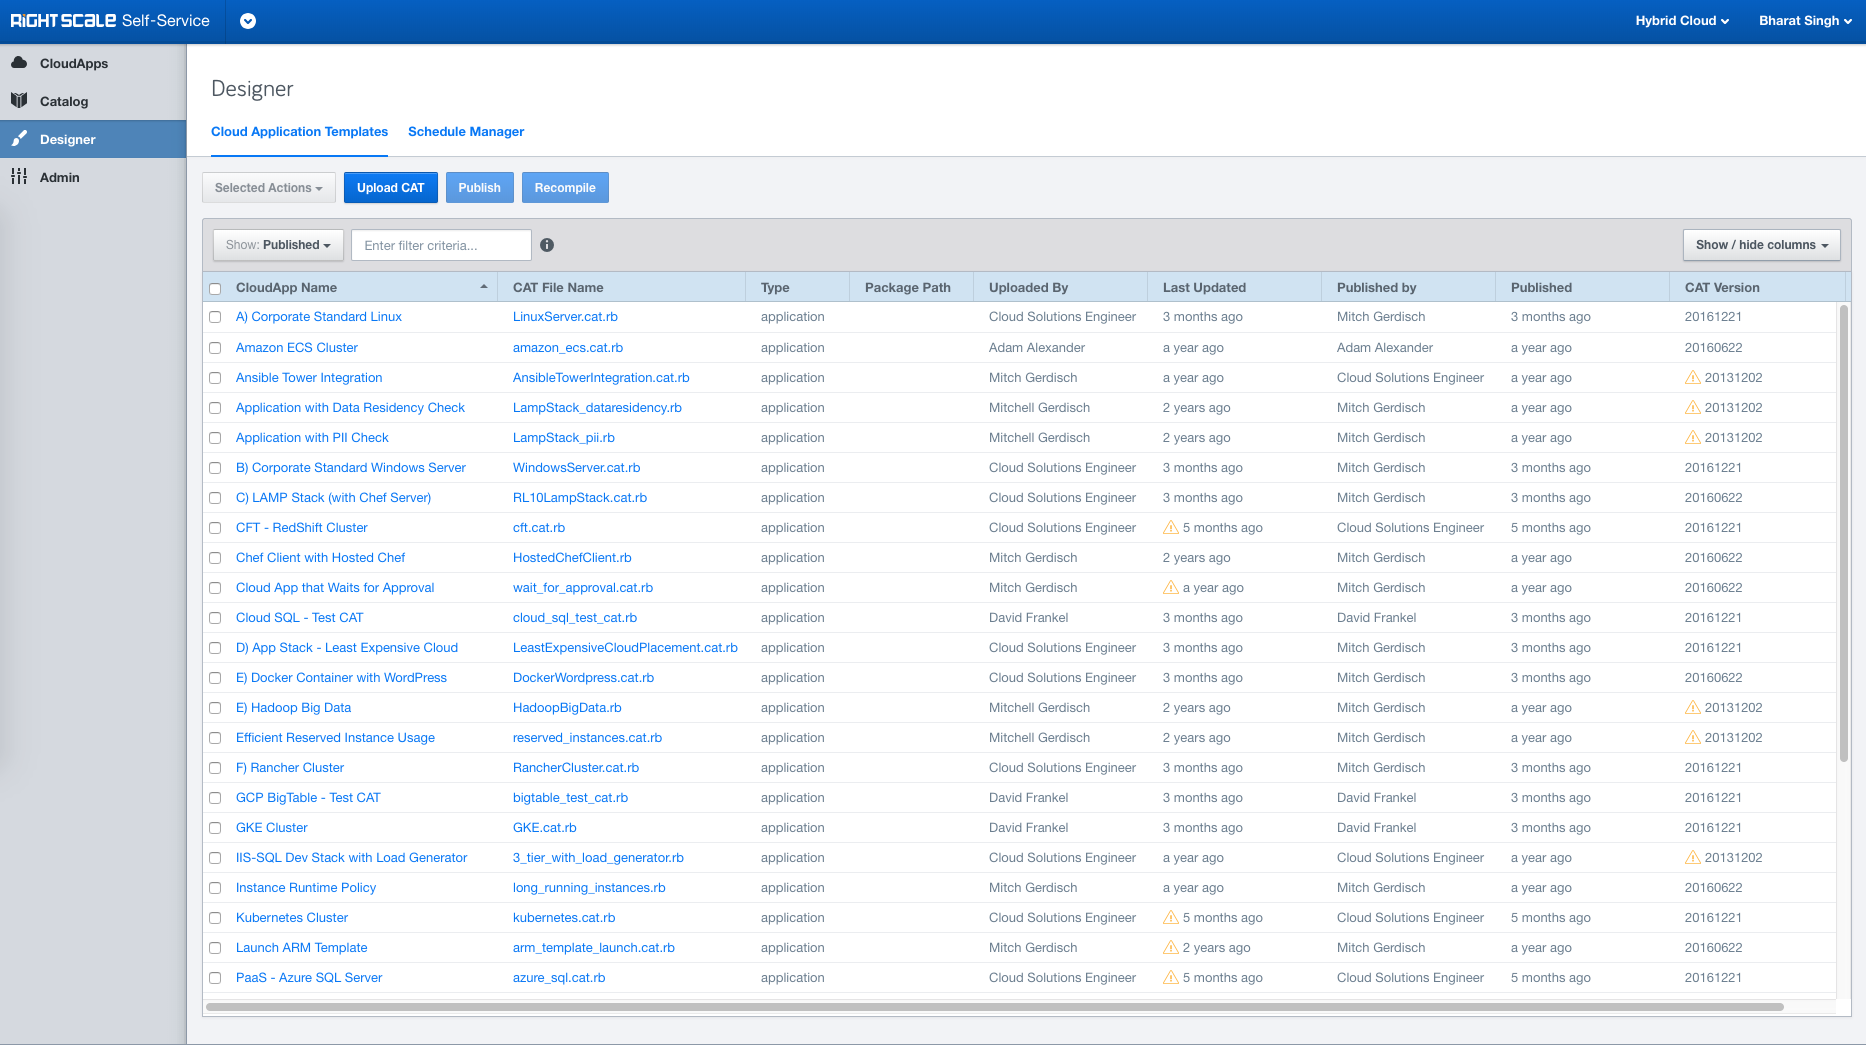 RIGHTSCALE Self-Service
Hybrid Cloud
Bharat Singh
CloudApps
Catalog
Designer
Admin
Designer
Cloud Application Templates
Schedule Manager
Selected Actions
Upload CAT
Publish
Recompile
Show: Published
Enter filter criteria...
Show / hide columns
CloudApp Name CAT File Name Type Package Path Uploaded By Last Updated Published by Published CAT Version
A) Corporate Standard Linux LinuxServer.cat.rb application Cloud Solutions Engineer 3 months ago Mitch Gerdisch 3 months ago 20161221
Amazon ECS Cluster amazon_ecs.cat.rb application Adam Alexander a year ago Adam Alexander a year ago 20160622
Ansible Tower Integration AnsibleTowerIntegration.cat.rb application Mitch Gerdisch a year ago Cloud Solutions Engineer a year ago 20131202
Application with Data Residency Check LampStack_dataresidency.rb application Mitchell Gerdisch 2 years ago Mitch Gerdisch a year ago 20131202
Application with PII Check LampStack_pii.rb application Mitchell Gerdisch 2 years ago Mitch Gerdisch a year ago 20131202
B) Corporate Standard Windows Server WindowsServer.cat.rb application Cloud Solutions Engineer 3 months ago Mitch Gerdisch 3 months ago 20161221
C) LAMP Stack (with Chef Server) RL10LampStack.cat.rb application Cloud Solutions Engineer 3 months ago Mitch Gerdisch 3 months ago 20160622
CFT - RedShift Cluster cft.cat.rb application Cloud Solutions Engineer 5 months ago Cloud Solutions Engineer 5 months ago 20161221
Chef Client with Hosted Chef HostedChefClient.rb application Mitch Gerdisch 2 years ago Mitch Gerdisch a year ago 20160622
Cloud App that Waits for Approval wait_for_approval.cat.rb application Mitch Gerdisch a year ago Mitch Gerdisch a year ago 20160622
Cloud SQL - Test CAT cloud_sql_test_cat.rb application David Frankel 3 months ago David Frankel 3 months ago 20161221
D) App Stack - Least Expensive Cloud LeastExpensiveCloudPlacement.cat.rb application Cloud Solutions Engineer 3 months ago Mitch Gerdisch 3 months ago 20161221
E) Docker Container with WordPress DockerWordpress.cat.rb application Cloud Solutions Engineer 3 months ago Mitch Gerdisch 3 months ago 20160622
E) Hadoop Big Data HadoopBigData.rb application Mitchell Gerdisch 2 years ago Mitch Gerdisch a year ago 20131202
Efficient Reserved Instance Usage reserved_instances.cat.rb application Mitchell Gerdisch 2 years ago Mitch Gerdisch a year ago 20131202
F) Rancher Cluster RancherCluster.cat.rb application Cloud Solutions Engineer 3 months ago Mitch Gerdisch 3 months ago 20161221
GCP BigTable - Test CAT bigtable_test_cat.rb application David Frankel 3 months ago David Frankel 3 months ago 20161221
GKE Cluster GKE.cat.rb application David Frankel 3 months ago David Frankel 3 months ago 20161221
IIS-SQL Dev Stack with Load Generator 3_tier_with_load_generator.rb application Cloud Solutions Engineer a year ago Cloud Solutions Engineer a year ago 20131202
Instance Runtime Policy long_running_instances.rb application Mitch Gerdisch a year ago Mitch Gerdisch a year ago 20160622
Kubernetes Cluster kubernetes.cat.rb application Cloud Solutions Engineer 5 months ago Cloud Solutions Engineer 5 months ago 20161221
Launch ARM Template arm_template_launch.cat.rb application Mitch Gerdisch 2 years ago Mitch Gerdisch a year ago 20160622
PaaS - Azure SQL Server azure_sql.cat.rb application Cloud Solutions Engineer 5 months ago Cloud Solutions Engineer 5 months ago 20161221